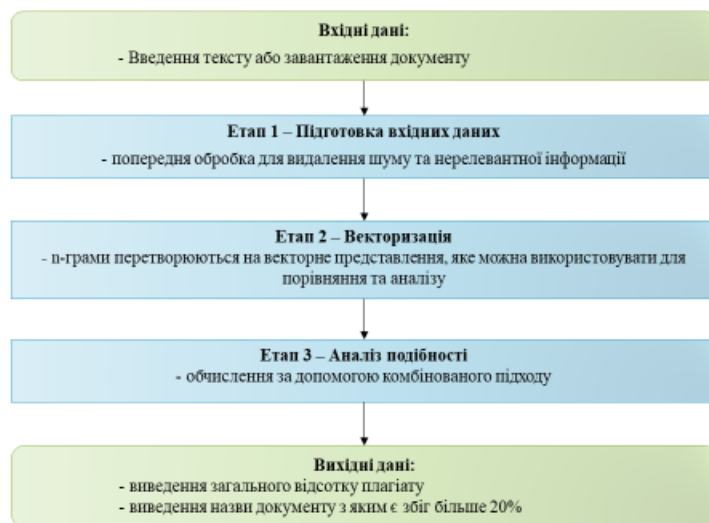 Вхідні дані:
- Введення тексту або завантаження документу
Етап 1 – Підготовка вхідних даних
- попередня обробка для видалення шуму та нерелевантної інформації
Етап 2 – Векторизація
- n-грами перетворюються на векторне представлення, яке можна використовувати для
порівняння та аналізу
Етап 3 – Аналіз подібності
- обчислення за допомогою комбінованого підходу
Вихідні дані:
- виведення загального відсотку плагіату
- виведення назви документу з яким є збіг більше 20%